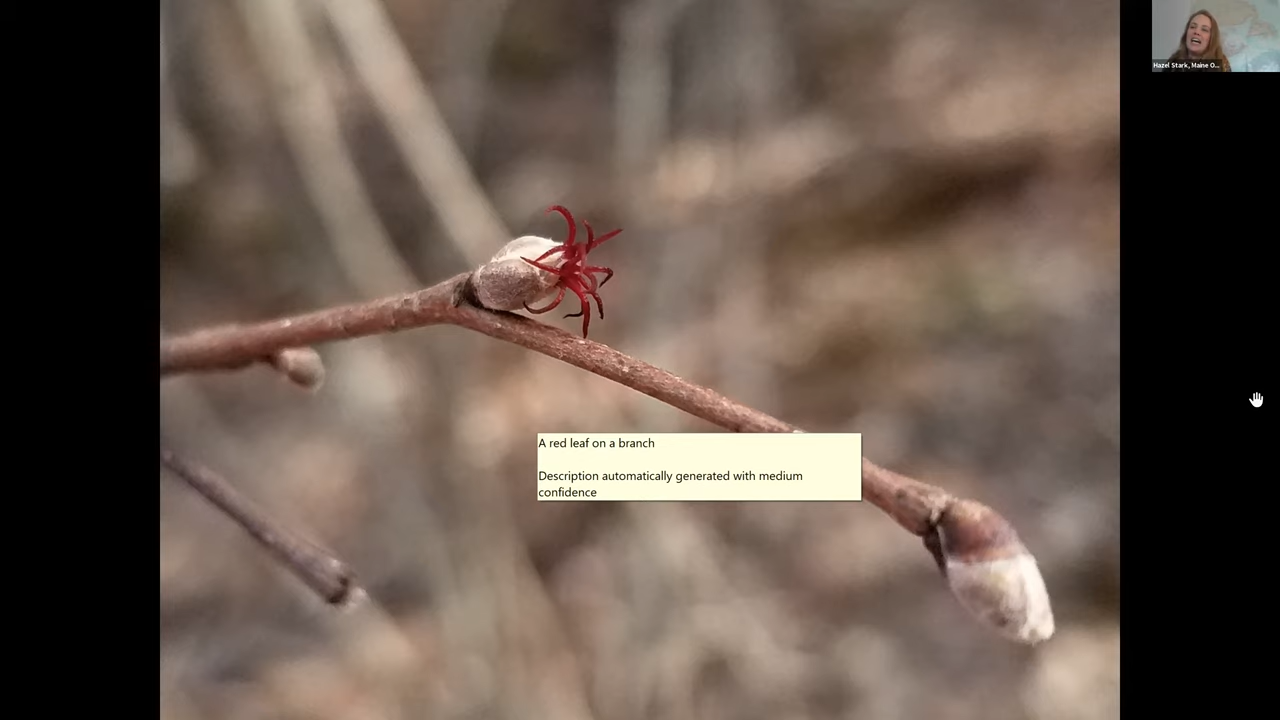 Hazel Stark, Maine O...
A red leaf on a branch
Description automatically generated with medium
confidence